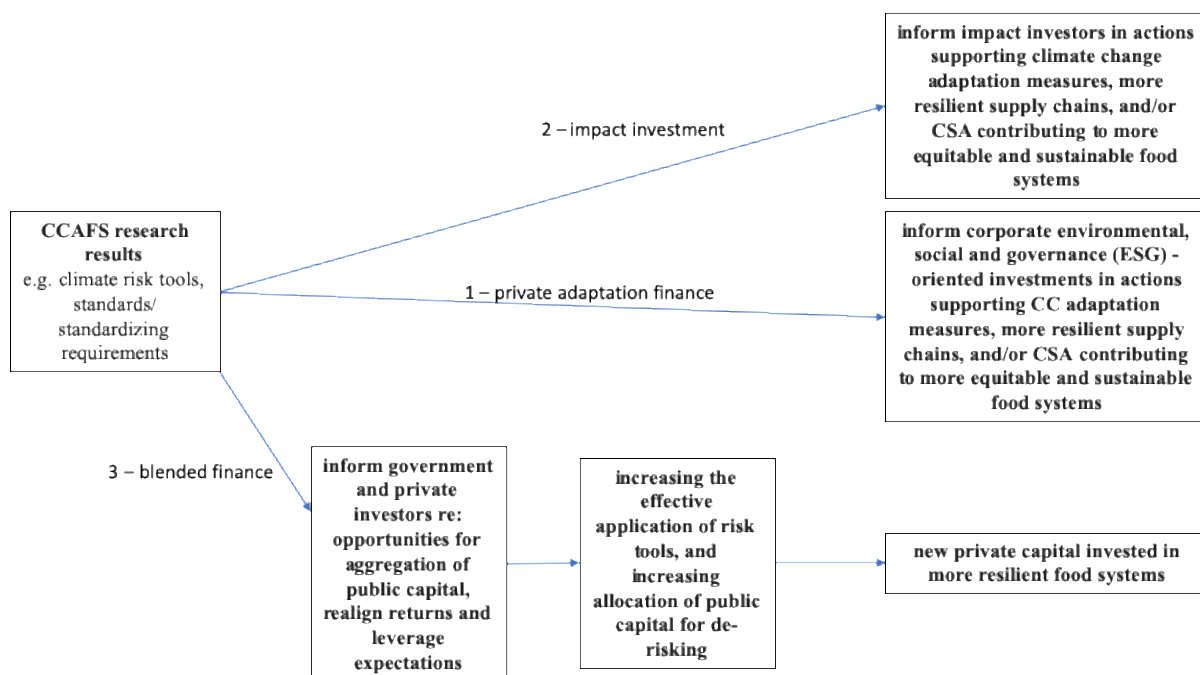 inform impact investors in actions
supporting climate change
adaptation measures, more
resilient supply chains, and/or
CSA contributing to more
equitable and sustainable food
systems
2 – impact investment
CCAFS research
results
e.g. climate risk tools,
standards/
standardizing
requirements
1 – private adaptation finance
inform corporate environmental,
social and governance (ESG) -
oriented investments in actions
supporting CC adaptation
measures, more resilient supply
chains, and/or CSA contributing
to more equitable and sustainable
food systems
3 – blended finance
inform government
and private
investors re:
opportunities for
aggregation of
public capital,
realign returns and
leverage
expectations
increasing the
effective
application of risk
tools, and
increasing
allocation of public
capital for de-
risking
new private capital invested in
more resilient food systems